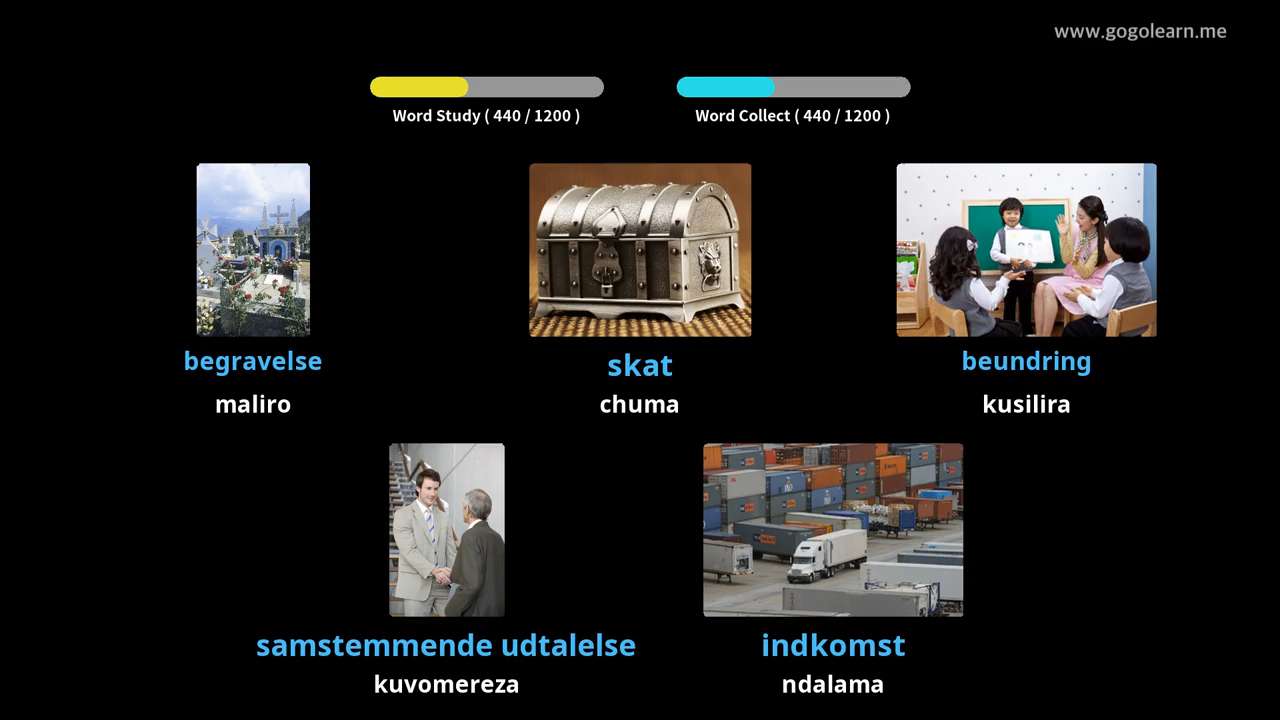 www.gogolearn.me
Word Study ( 440 / 1200 )
Word Collect ( 440 / 1200 )
begravelse
skat
beundring
maliro
chuma
kusilira
samstemmende udtalelse
indkomst
kuvomereza
ndalama